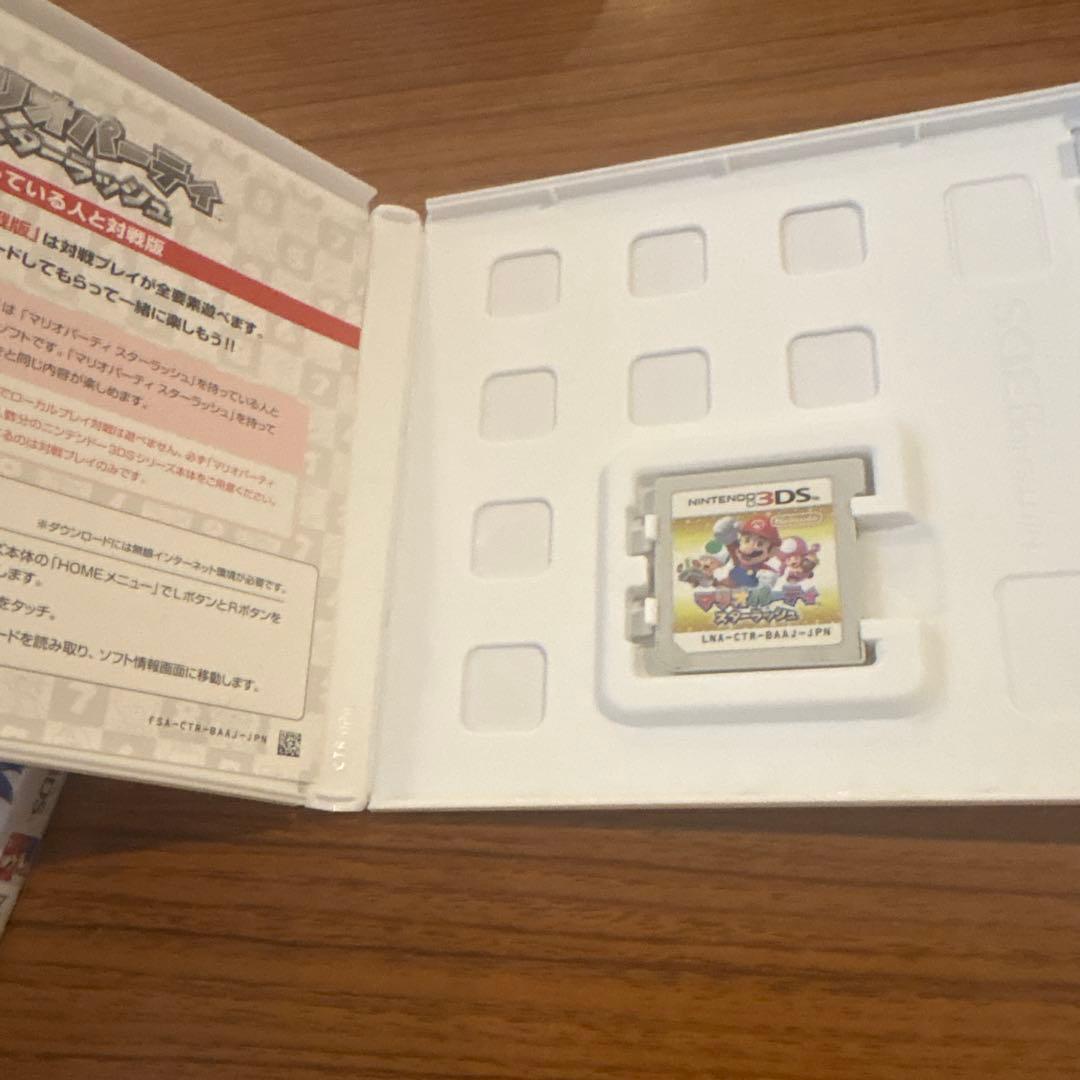 リオパーティ
スターラッシュ
ている人と対戦版
戦版」は対戦プレイが全要素遊べます。
ードしてもらって一緒に楽しもう!!
は「マリオパーティ スターラッシュ」を持っている人と
ソフトです。「マリオパーティ スターラッシュ」を持って
と同じ内容が楽しめます。
でローカルプレイ対戦は遊べません。必ず「マリオパーティ
人数分のニンテンドー3DSシリーズ本体をご用意ください。
るのは対戦プレイのみです。
※ダウンロードには無線インターネット環境が必要です。
ズ本体の「HOMEメニュー」でLボタンとRボタンを
します。
をタッチ。
ードを読み取り、ソフト情報画面に移動します。
FSA-CTR-BAAJ-JPN
NINTENDO 3DS
Nintendo
マリオパーティ
スターラッシュ
LNA-CTR-BAAJ-JPN
3DS